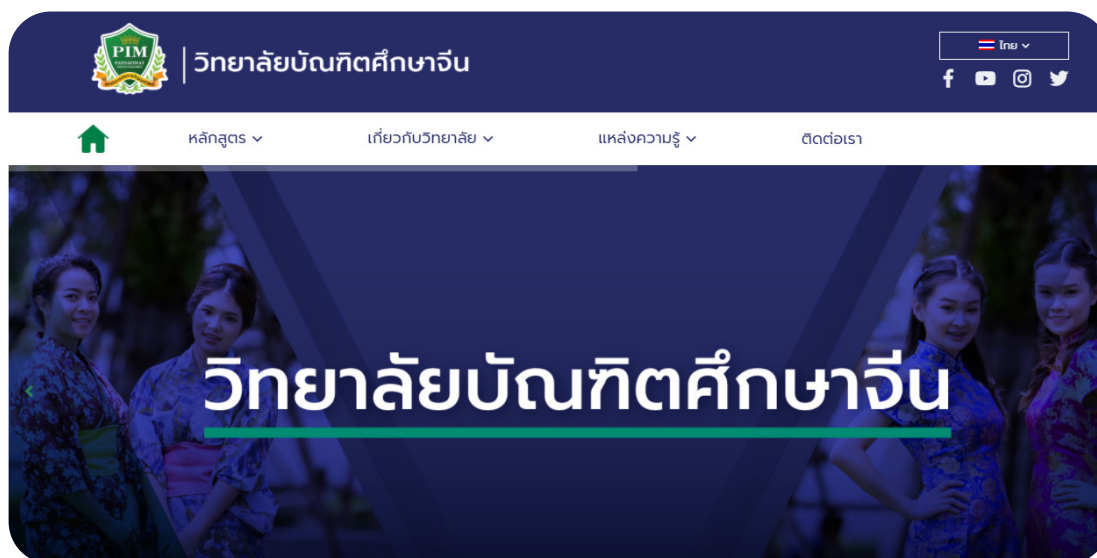 PIM
วิทยาลัยบัณฑิตศึกษาจีน
ไทย
หลักสูตร
เกี่ยวกับวิทยาลัย
แหล่งความรู้
ติดต่อเรา
วิทยาลัยบัณฑิตศึกษาจีน